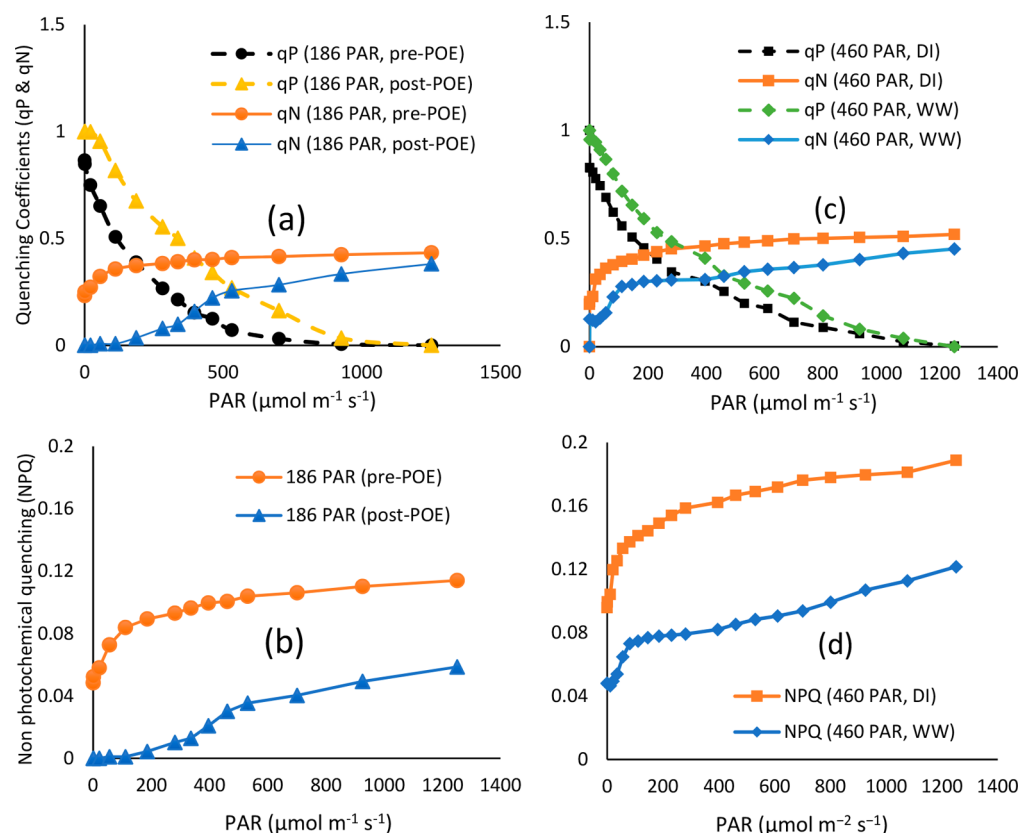 Quenching Coefficients (qP & qN)
1.5
1
0.5
0
qP (186 PAR, pre-POE)
qP (186 PAR, post-POE)
qN (186 PAR, pre-POE)
qN (186 PAR, post-POE)
(a)
0 500 1000 1500
PAR (µmol m⁻¹ s⁻¹)
1.5
1
0.5
0
qP (460 PAR, DI)
qN (460 PAR, DI)
qP (460 PAR, WW)
qN (460 PAR, WW)
(c)
0 200 400 600 800 1000 1200 1400
PAR (µmol m⁻¹ s⁻¹)
Non photochemical quenching (NPQ)
0.2
0.16
0.12
0.08
0.04
0
186 PAR (pre-POE)
186 PAR (post-POE)
(b)
0 200 400 600 800 1000 1200 1400
PAR (µmol m⁻¹ s⁻¹)
0.2
0.16
0.12
0.08
0.04
0
(d)
NPQ (460 PAR, DI)
NPQ (460 PAR, WW)
0 200 400 600 800 1000 1200 1400
PAR (µmol m⁻² s⁻¹)